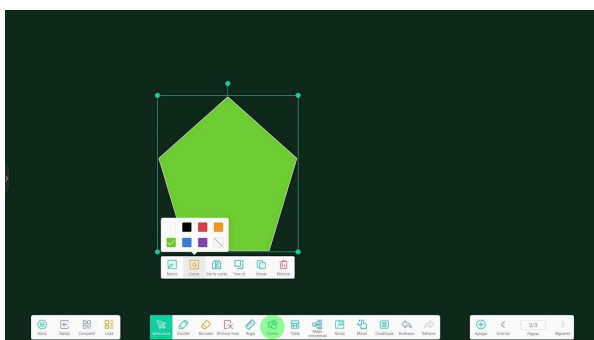 Marco
Llenar
Clonar
Eliminar
Menú
Salida
Compartir
Lista
Seleccionar
Escribir
Borrador
Eliminar todo
Regla
Formas
Tabla
Mapa
conceptual
Notas
Mover
Cuadrícula
Deshacer
Rehacer
Agregar
Anterior
2/3
Página
Siguiente